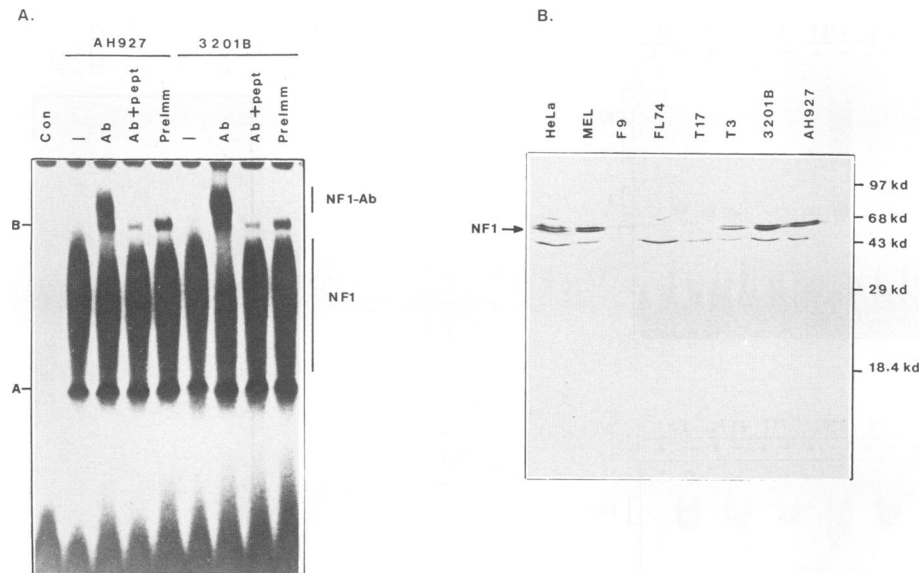 A.
AH927
3201B
Con
—
Ab
Ab+pept
PreImm
—
Ab
Ab+pept
PreImm
NF1-Ab
B
NF1
A
B.
HeLa
MEL
F9
FL74
T17
T3
3201B
AH927
97 kd
68 kd
NF1
43 kd
29 kd
18.4 kd